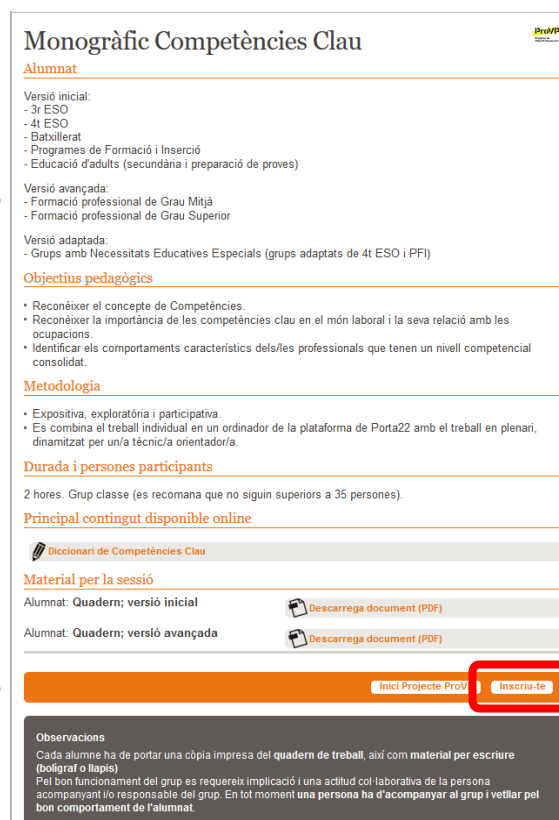 Monogràfic Competències Clau
ProVP
Alumnat
Versió inicial:
- 3r ESO
- 4t ESO
- Batxillerat
- Programes de Formació i Inserció
- Educació d'adults (secundària i preparació de proves)
Versió avançada:
- Formació professional de Grau Mitjà
- Formació professional de Grau Superior
Versió adaptada:
- Grups amb Necessitats Educatives Especials (grups adaptats de 4t ESO i PFI)
Objectius pedagògics
▪ Reconèixer el concepte de Competències.
▪ Reconèixer la importància de les competències clau en el món laboral i la seva relació amb les
ocupacions.
▪ Identificar els comportaments característics dels/les professionals que tenen un nivell competencial
consolidat.
Metodologia
▪ Expositiva, exploratòria i participativa.
▪ Es combina el treball individual en un ordinador de la plataforma de Porta22 amb el treball en plenari,
dinamitzat per un/a tècnic/a orientador/a.
Durada i persones participants
2 hores. Grup classe (es recomana que no siguin superiors a 35 persones).
Principal contingut disponible online
Diccionari de Competències Clau
Material per la sessió
Alumnat: Quadern; versió inicial
Descarrega document (PDF)
Alumnat: Quadern; versió avançada
Descarrega document (PDF)
Inici Projecte ProV
Inscriu-te
Observacions
Cada alumne ha de portar una còpia impresa del quadern de treball, així com material per escriure
(bolígraf o llapis)
Pel bon funcionament del grup es requereix implicació i una actitud col·laborativa de la persona
acompanyant i/o responsable del grup. En tot moment una persona ha d'acompanyar al grup i vetllar pel
bon comportament de l'alumnat.